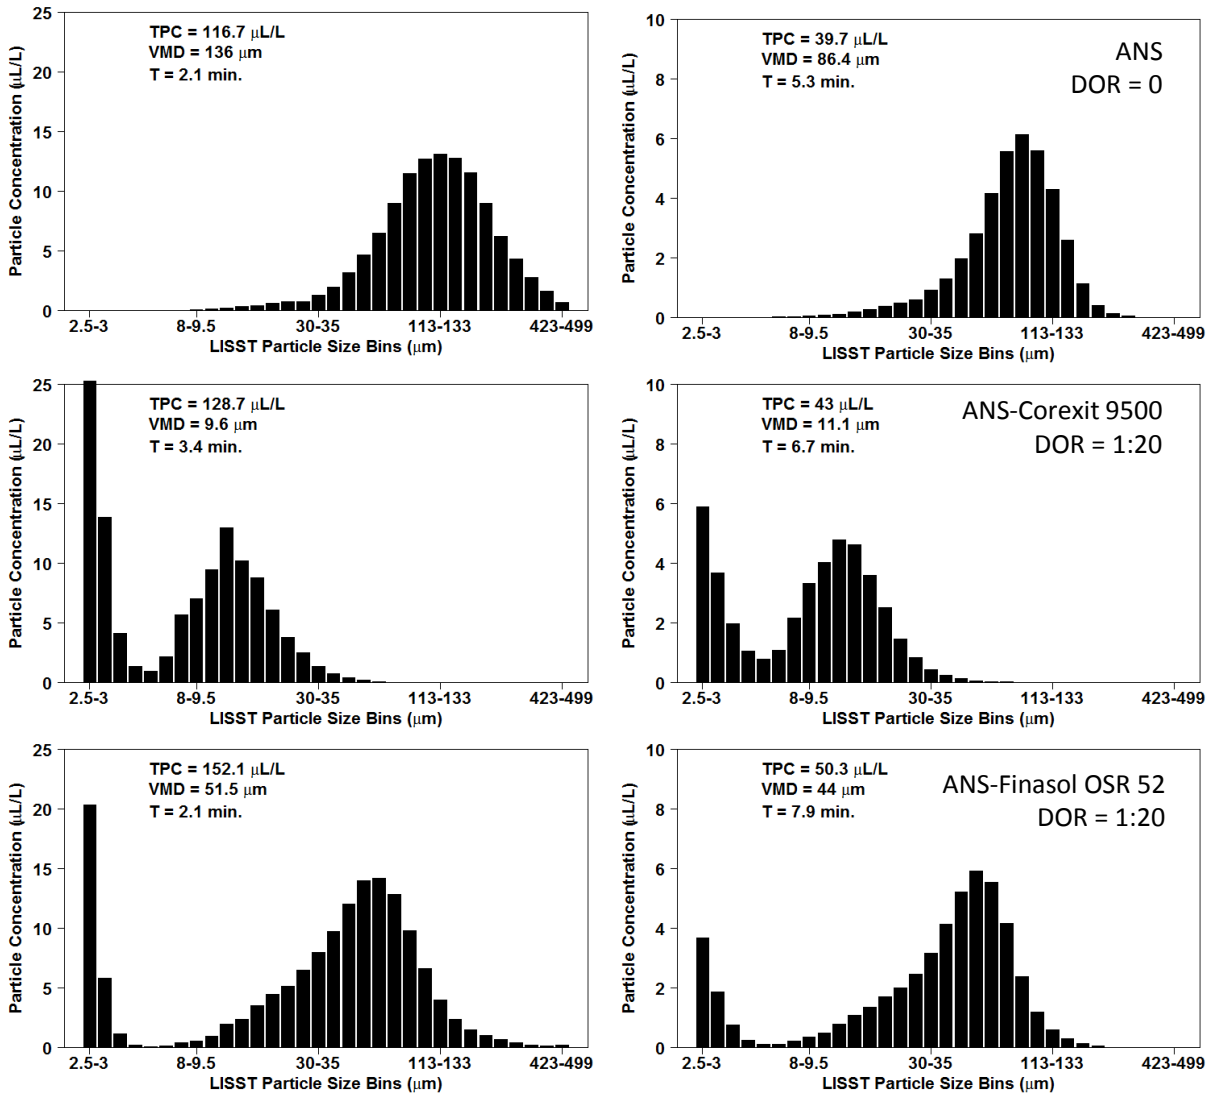 25
20
15
10
5
0
Particle Concentration (μL/L)
TPC = 116.7 μL/L
VMD = 136 μm
T = 2.1 min.
2.5-3 8-9.5 30-35 113-133 423-499
LISST Particle Size Bins (μm)
10
8
6
4
2
0
Particle Concentration (μL/L)
TPC = 39.7 μL/L
VMD = 86.4 μm
T = 5.3 min.
ANS
DOR = 0
2.5-3 8-9.5 30-35 113-133 423-499
LISST Particle Size Bins (μm)
25
20
15
10
5
0
Particle Concentration (μL/L)
TPC = 128.7 μL/L
VMD = 9.6 μm
T = 3.4 min.
2.5-3 8-9.5 30-35 113-133 423-499
LISST Particle Size Bins (μm)
10
8
6
4
2
0
Particle Concentration (μL/L)
TPC = 43 μL/L
VMD = 11.1 μm
T = 6.7 min.
ANS-Corexit 9500
DOR = 1:20
2.5-3 8-9.5 30-35 113-133 423-499
LISST Particle Size Bins (μm)
25
20
15
10
5
0
Particle Concentration (μL/L)
TPC = 152.1 μL/L
VMD = 51.5 μm
T = 2.1 min.
2.5-3 8-9.5 30-35 113-133 423-499
LISST Particle Size Bins (μm)
10
8
6
4
2
0
Particle Concentration (μL/L)
TPC = 50.3 μL/L
VMD = 44 μm
T = 7.9 min.
ANS-Finasol OSR 52
DOR = 1:20
2.5-3 8-9.5 30-35 113-133 423-499
LISST Particle Size Bins (μm)